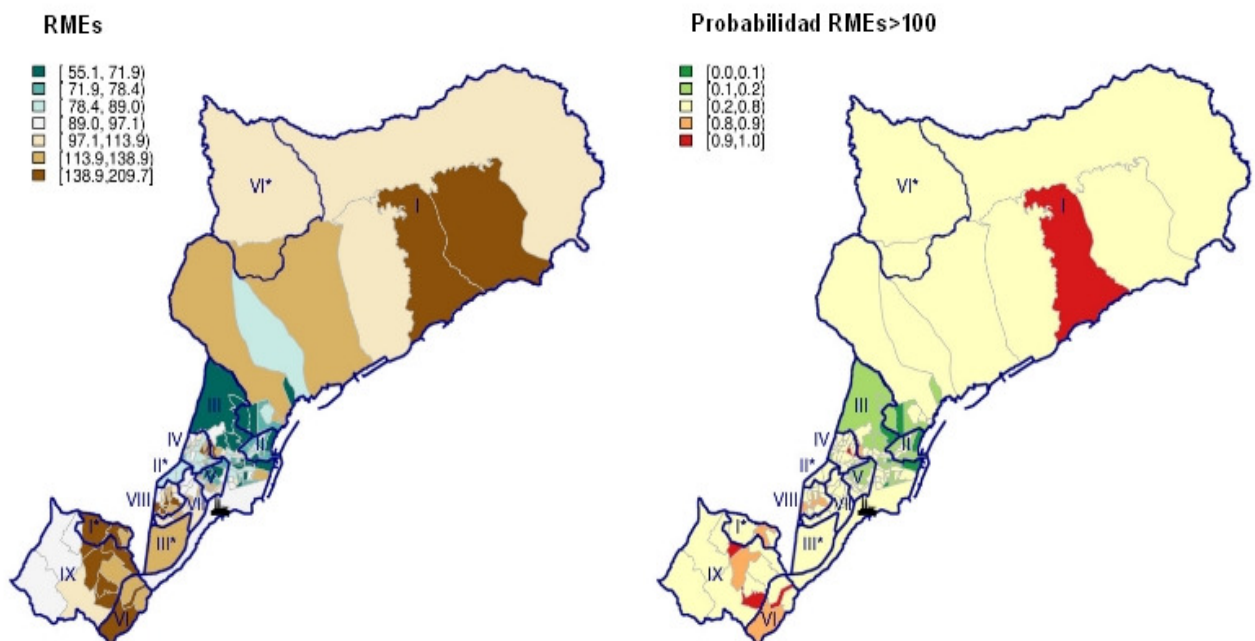 RMEs
[ 55.1, 71.9)
[ 71.9, 78.4)
[ 78.4, 89.0)
[ 89.0, 97.1)
[ 97.1,113.9)
[113.9,138.9)
[138.9,209.7]
VI*
I
III
IV
II
II*
V
VIII
VII
I*
III*
IX
VI
Probabilidad RMEs>100
[0.0,0.1)
[0.1,0.2)
[0.2,0.8)
[0.8,0.9)
[0.9,1.0]
VI*
I
III
IV
II
II*
V
VIII
VII
I*
III*
IX
VI